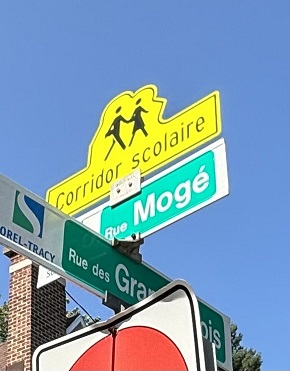 Corridor scolaire
Rue Mogé
OREL-TRACY
Rue des